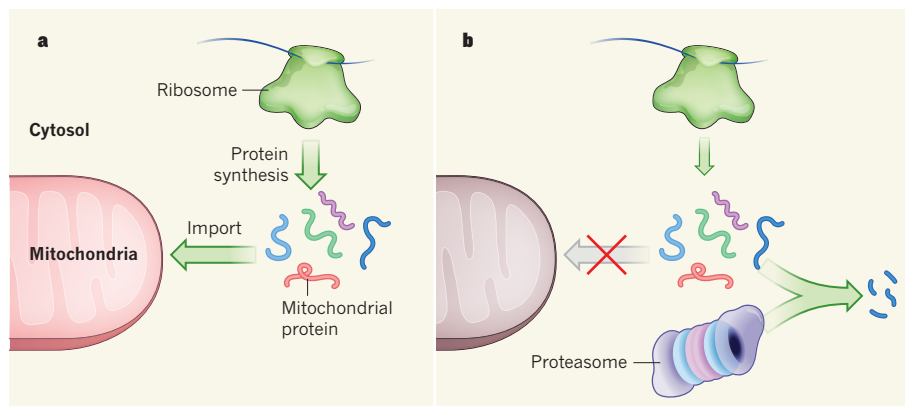 a
Ribosome
Cytosol
Protein
synthesis
Import
Mitochondria
Mitochondrial
protein
b
Proteasome